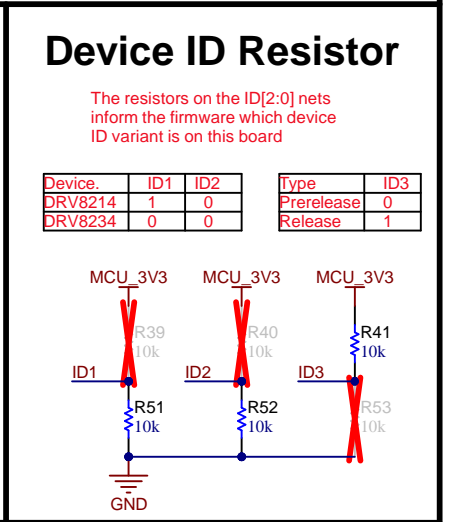 Device ID Resistor
The resistors on the ID[2:0] nets
inform the firmware which device
ID variant is on this board
Device. ID1 ID2
DRV8214 1 0
DRV8234 0 0
Type ID3
Prerelease 0
Release 1
MCU_3V3 MCU_3V3 MCU_3V3
R39 R40 R41
10k 10k 10k
ID1 ID2 ID3
R51 R52 R53
10k 10k 10k
GND